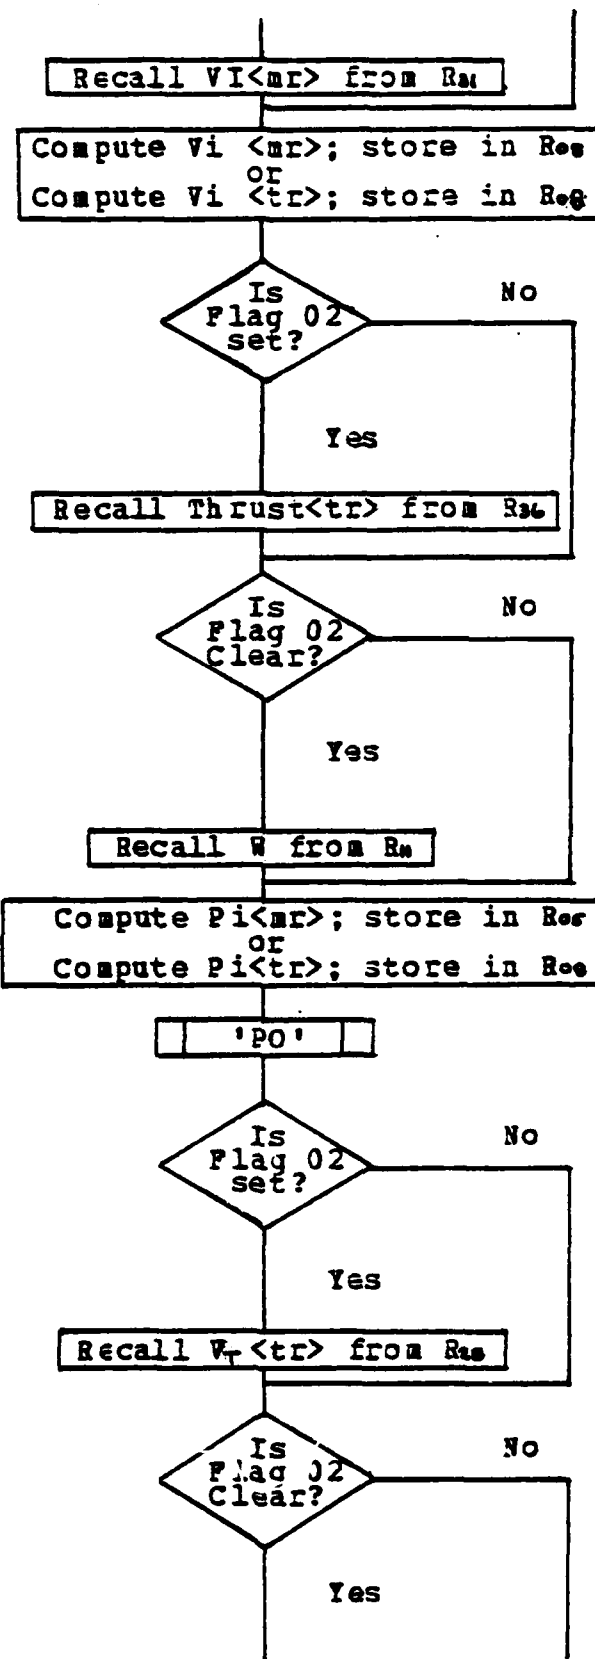 Recall VI<mr> from R31
Compute Vi <mr>; store in
or
Compute Vi <tr>; store in
Is
No
Flag 02
set?
Yes
Recall Thrust<tr> from R36
Is
No
Flag 02
Clear?
Yes
Recall W from
Compute Pi<mr>; store in
or
Compute Pi<tr>; store in
'PO'
Is
No
Flag 02
set?
Yes
Recall VT <tr> from
Is
No
Flag 02
Clear?
Yes